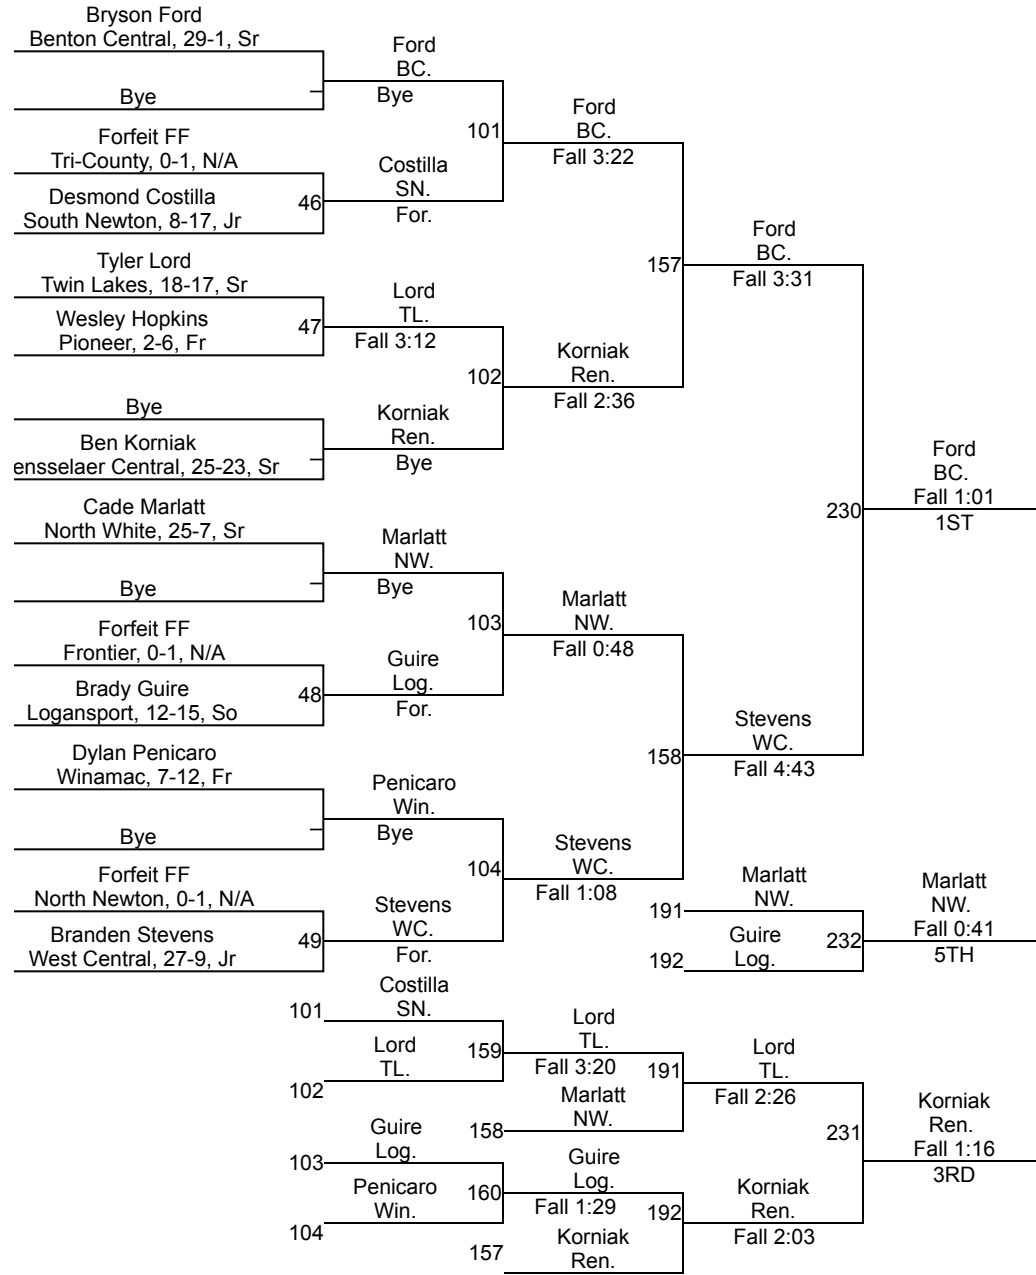 Bryson Ford
Benton Central, 29-1, Sr
Bye
Forfeit FF
Tri-County, 0-1, N/A
Desmond Costilla
South Newton, 8-17, Jr
46
Tyler Lord
Twin Lakes, 18-17, Sr
Wesley Hopkins
Pioneer, 2-6, Fr
47
Bye
Ben Korniak
ensselaer Central, 25-23, Sr
Cade Marlatt
North White, 25-7, Sr
Bye
Forfeit FF
Frontier, 0-1, N/A
Brady Guire
Logansport, 12-15, So
48
Dylan Penicaro
Winamac, 7-12, Fr
Bye
Forfeit FF
North Newton, 0-1, N/A
Branden Stevens
West Central, 27-9, Jr
49
Ford
BC.
Bye
101
Costilla
SN.
For.
Lord
TL.
Fall 3:12
102
Korniak
Ren.
Bye
Marlatt
NW.
Bye
103
Guire
Log.
For.
Penicaro
Win.
Bye
104
Stevens
WC.
For.
Ford
BC.
Fall 3:22
157
Korniak
Ren.
Fall 2:36
Marlatt
NW.
Fall 0:48
158
Stevens
WC.
Fall 1:08
Ford
BC.
Fall 3:31
230
Stevens
WC.
Fall 4:43
Ford
BC.
Fall 1:01
1ST
191
Marlatt
NW.
192
Guire
Log.
232
Marlatt
NW.
Fall 0:41
5TH
101
Costilla
SN.
102
Lord
TL.
159
103
Guire
Log.
104
Penicaro
Win.
160
Lord
TL.
Fall 3:20
158
Marlatt
NW.
191
Guire
Log.
Fall 1:29
157
Korniak
Ren.
192
Lord
TL.
Fall 2:26
231
Korniak
Ren.
Fall 2:03
Korniak
Ren.
Fall 1:16
3RD